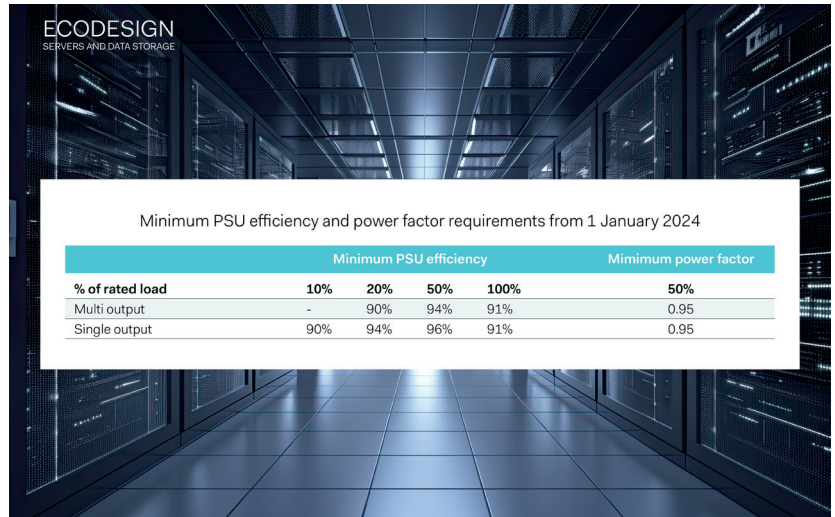 ECODESIGN
SERVERS AND DATA STORAGE
Minimum PSU efficiency and power factor requirements from 1 January 2024
Minimum PSU efficiency Mimimum power factor
% of rated load 10% 20% 50% 100% 50%
Multi output - 90% 94% 91% 0.95
Single output 90% 94% 96% 91% 0.95